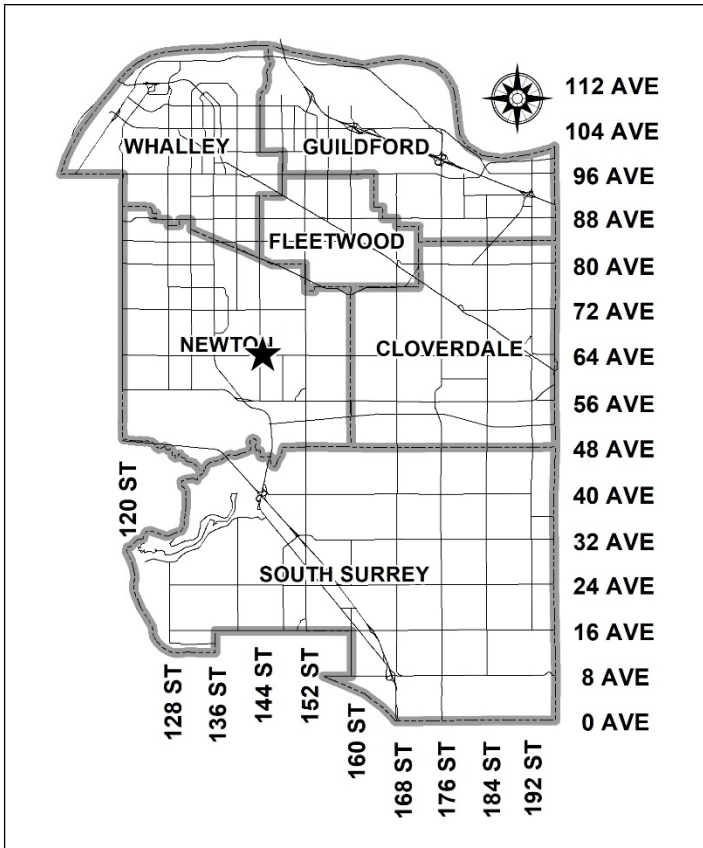 112 AVE
104 AVE
WHALLEY
GUILDFORD
96 AVE
88 AVE
FLEETWOOD
80 AVE
72 AVE
NEWTON
CLOVERDALE
64 AVE
56 AVE
48 AVE
120 ST
40 AVE
32 AVE
SOUTH SURREY
24 AVE
16 AVE
128 ST
136 ST
144 ST
152 ST
8 AVE
160 ST
0 AVE
168 ST
176 ST
184 ST
192 ST